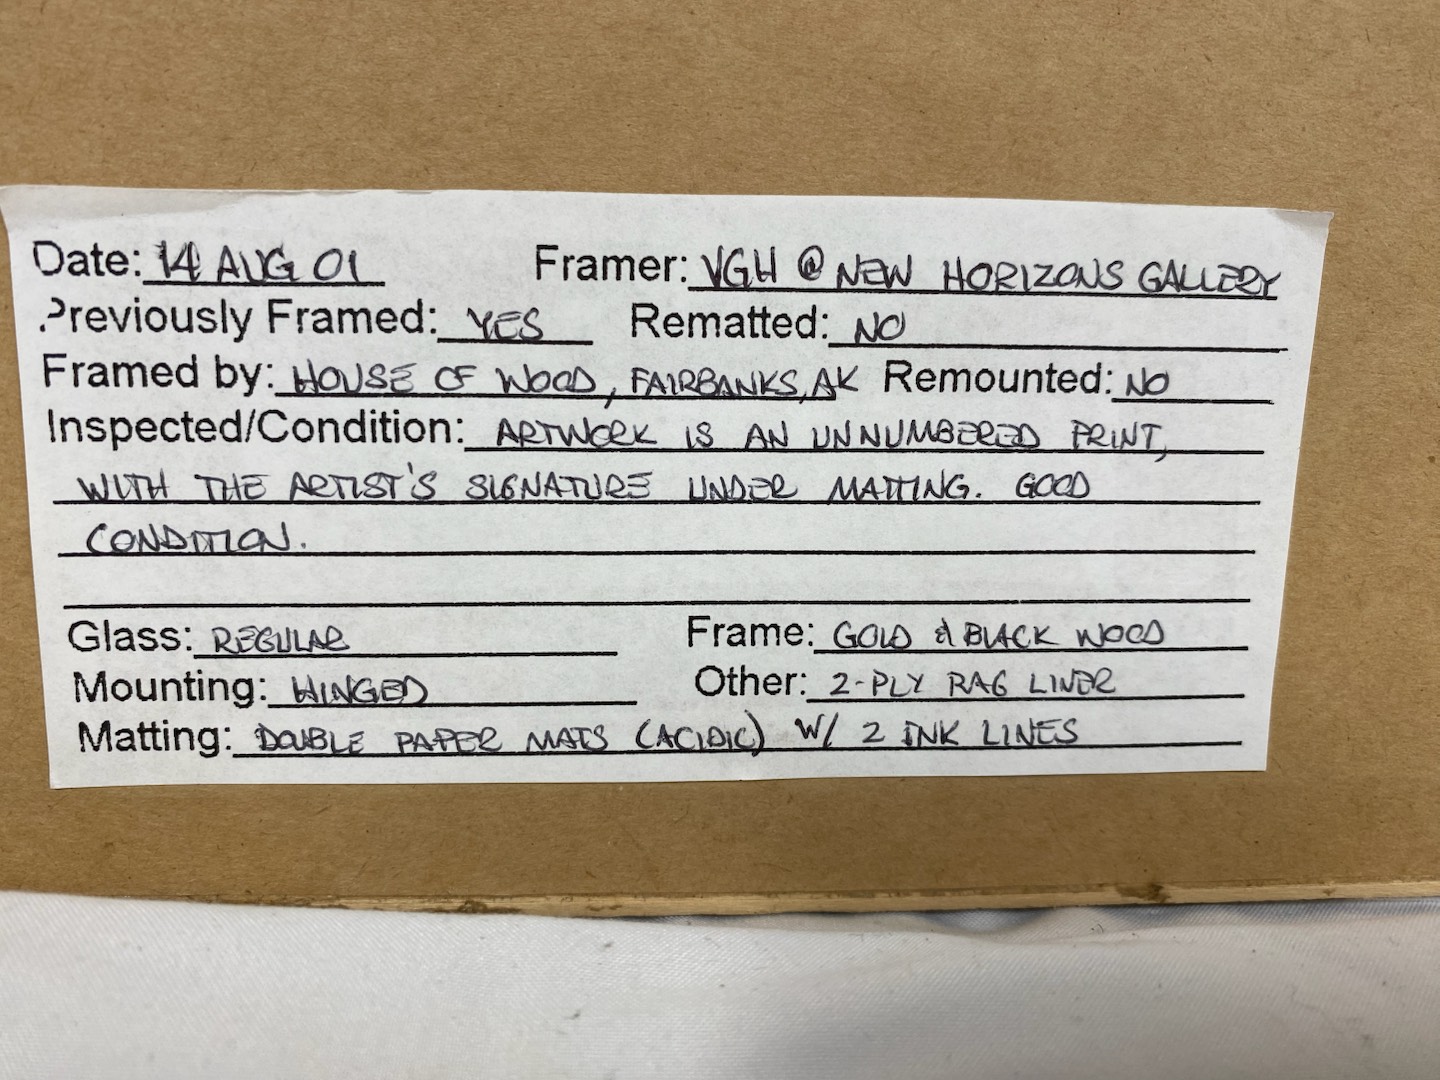 Date: 14 AUG 01 Framer: VGH @ NEW HORIZONS GALLERY
Previously Framed: YES Rematted: NO
Framed by: HOUSE OF WOOD, FAIRBANKS, AK Remounted: NO
Inspected/Condition: ARTWORK IS AN UNNUMBERED PRINT,
WITH THE ARTIST'S SIGNATURE UNDER MATTING. GOOD
CONDITION.
Glass: REGULAR Frame: GOLD & BLACK WOOD
Mounting: HINGED Other: 2-PLY RAG LINER
Matting: DOUBLE PAPER MATS (ACIDIC) W/ 2 INK LINES